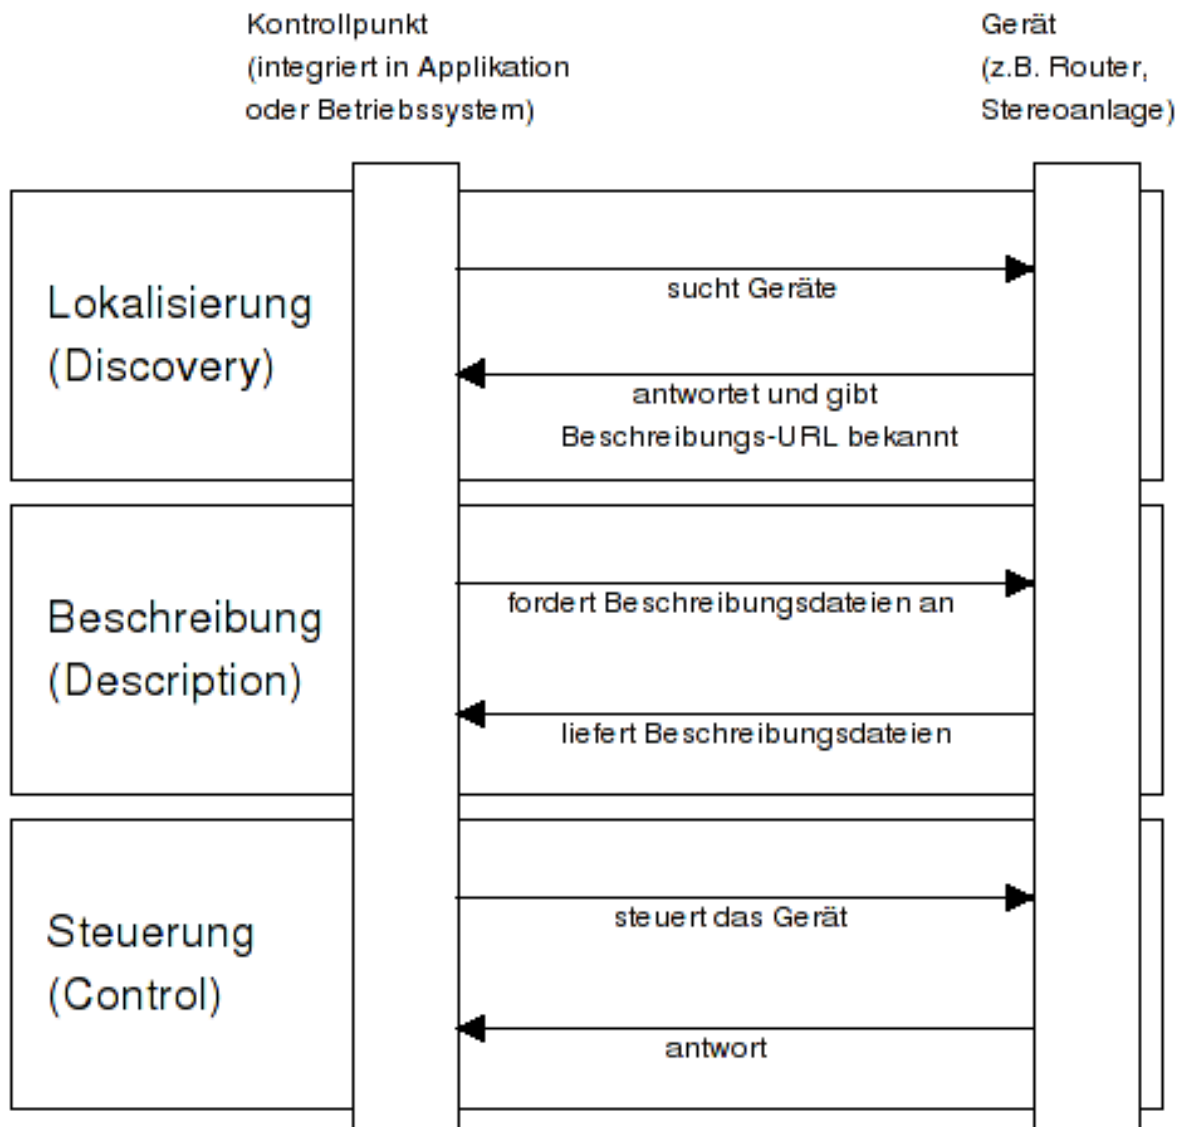 Kontrollpunkt
(integriert in Applikation
oder Betriebssystem)
Gerät
(z.B. Router,
Stereoanlage)
Lokalisierung
(Discovery)
sucht Geräte
antwortet und gibt
Beschreibungs-URL bekannt
Beschreibung
(Description)
fordert Beschreibungsdateien an
liefert Beschreibungsdateien
Steuerung
(Control)
steuert das Gerät
antwort